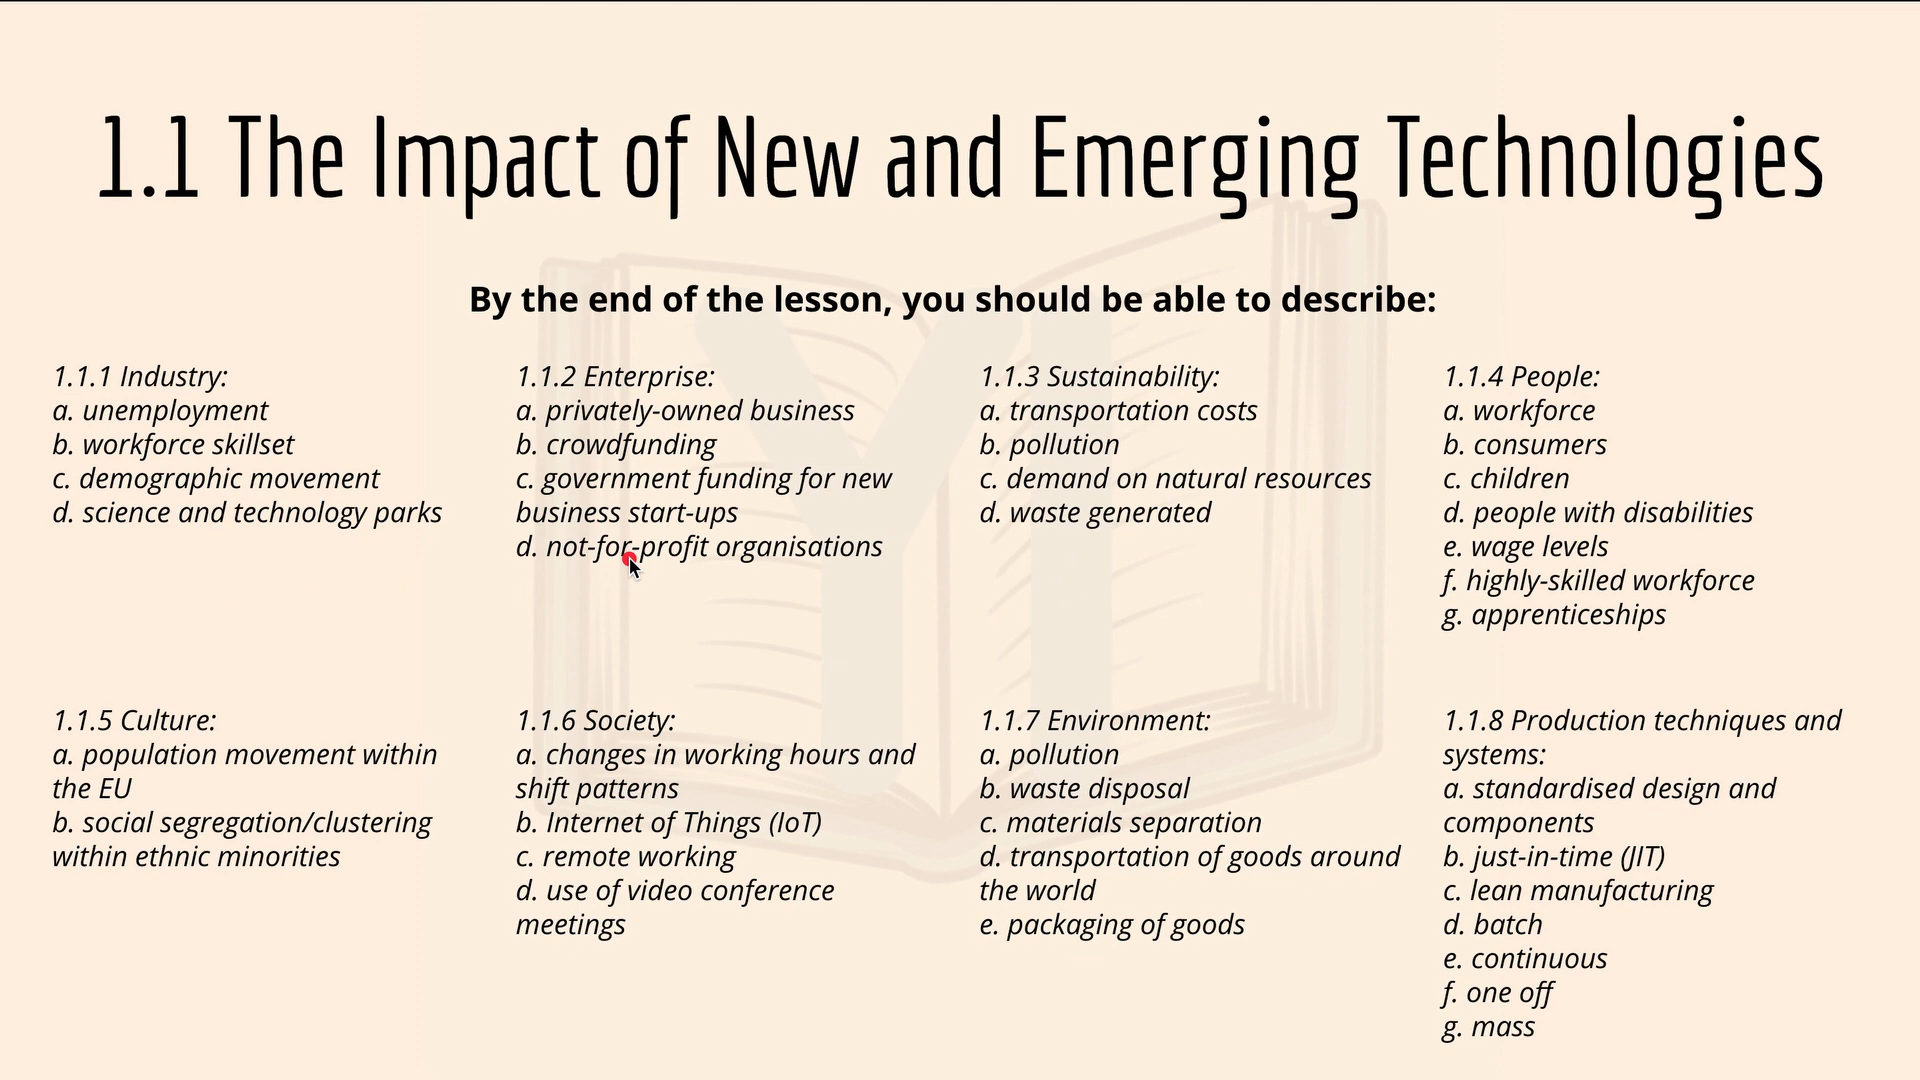 1.1 The Impact of New and Emerging Technologies
By the end of the lesson, you should be able to describe:
1.1.1 Industry:
a. unemployment
b. workforce skillset
c. demographic movement
d. science and technology parks
1.1.2 Enterprise:
a. privately-owned business
b. crowdfunding
c. government funding for new
business start-ups
d. not-for-profit organisations
1.1.3 Sustainability:
a. transportation costs
b. pollution
c. demand on natural resources
d. waste generated
1.1.4 People:
a. workforce
b. consumers
c. children
d. people with disabilities
e. wage levels
f. highly-skilled workforce
g. apprenticeships
1.1.5 Culture:
a. population movement within
the EU
b. social segregation/clustering
within ethnic minorities
1.1.6 Society:
a. changes in working hours and
shift patterns
b. Internet of Things (IoT)
c. remote working
d. use of video conference
meetings
1.1.7 Environment:
a. pollution
b. waste disposal
c. materials separation
d. transportation of goods around
the world
e. packaging of goods
1.1.8 Production techniques and
systems:
a. standardised design and
components
b. just-in-time (JIT)
c. lean manufacturing
d. batch
e. continuous
f. one off
g. mass
YI